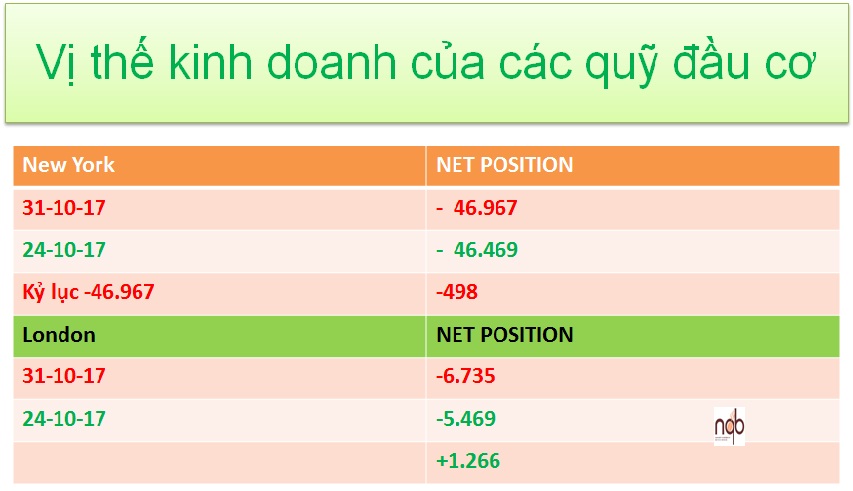 Vị thế kinh doanh của các quỹ đầu cơ
New York NET POSITION
31-10-17 - 46.967
24-10-17 - 46.469
Kỷ lục -46.967 -498
London NET POSITION
31-10-17 -6.735
24-10-17 -5.469
nqb
+1.266